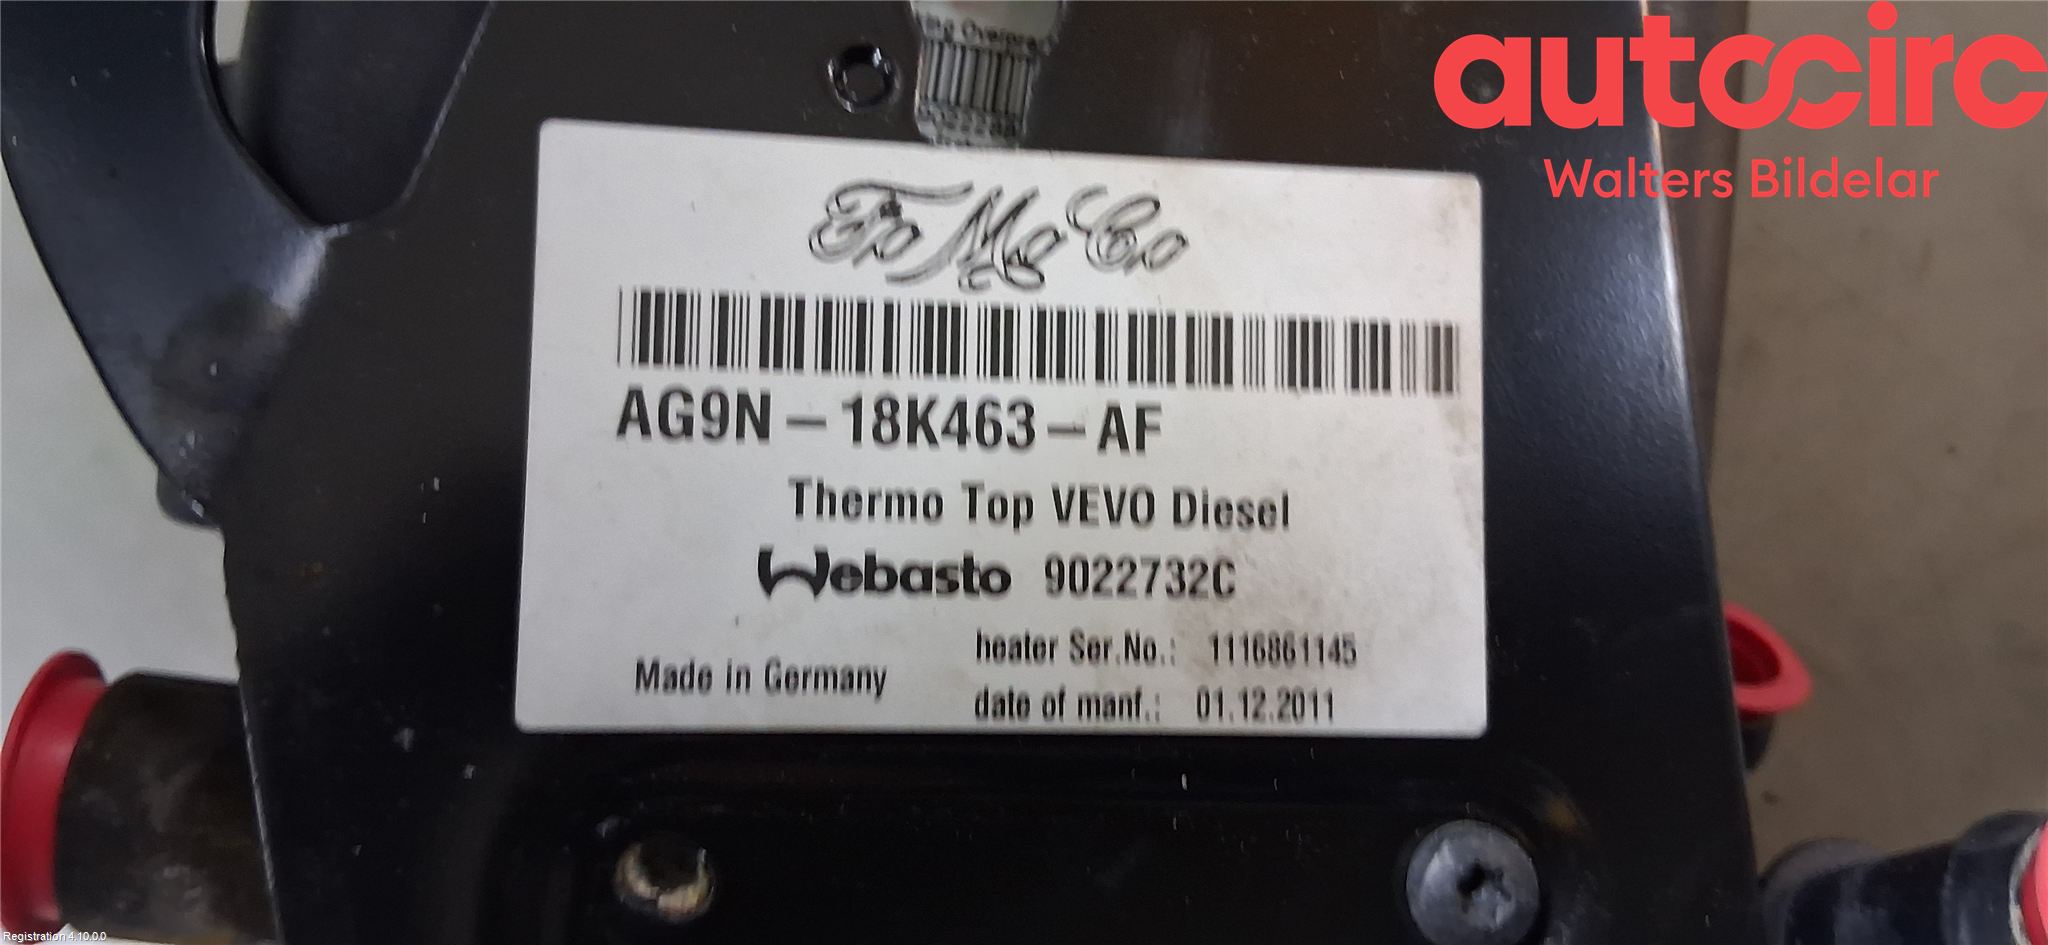 autocirc
Walters Bildelar
FoMoCo
AG9N-18K463-AF
Thermo Top VEVO Diesel
Webasto 9022732C
heater Ser.No.: 1116861145
Made in Germany
date of manf.: 01.12.2011
Registration 4.10.0.0